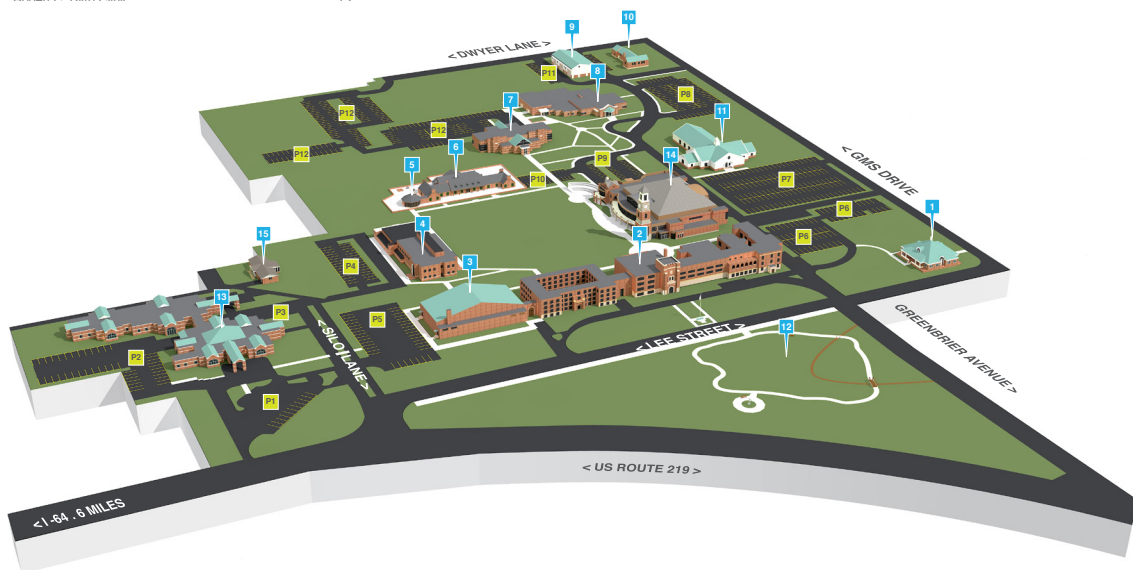 9
10
< DWYER LANE >
P11
8
P8
7
P12
P12
11
P12
6
P9
14
5
P10
P7
< GMS DRIVE >
P6
1
4
2
P6
15
P4
3
13
P3
P5
< SILO LANE >
< LEE STREET >
12
GREENBRIER AVENUE >
P2
P1
< US ROUTE 219 >
< I-64 .6 MILES